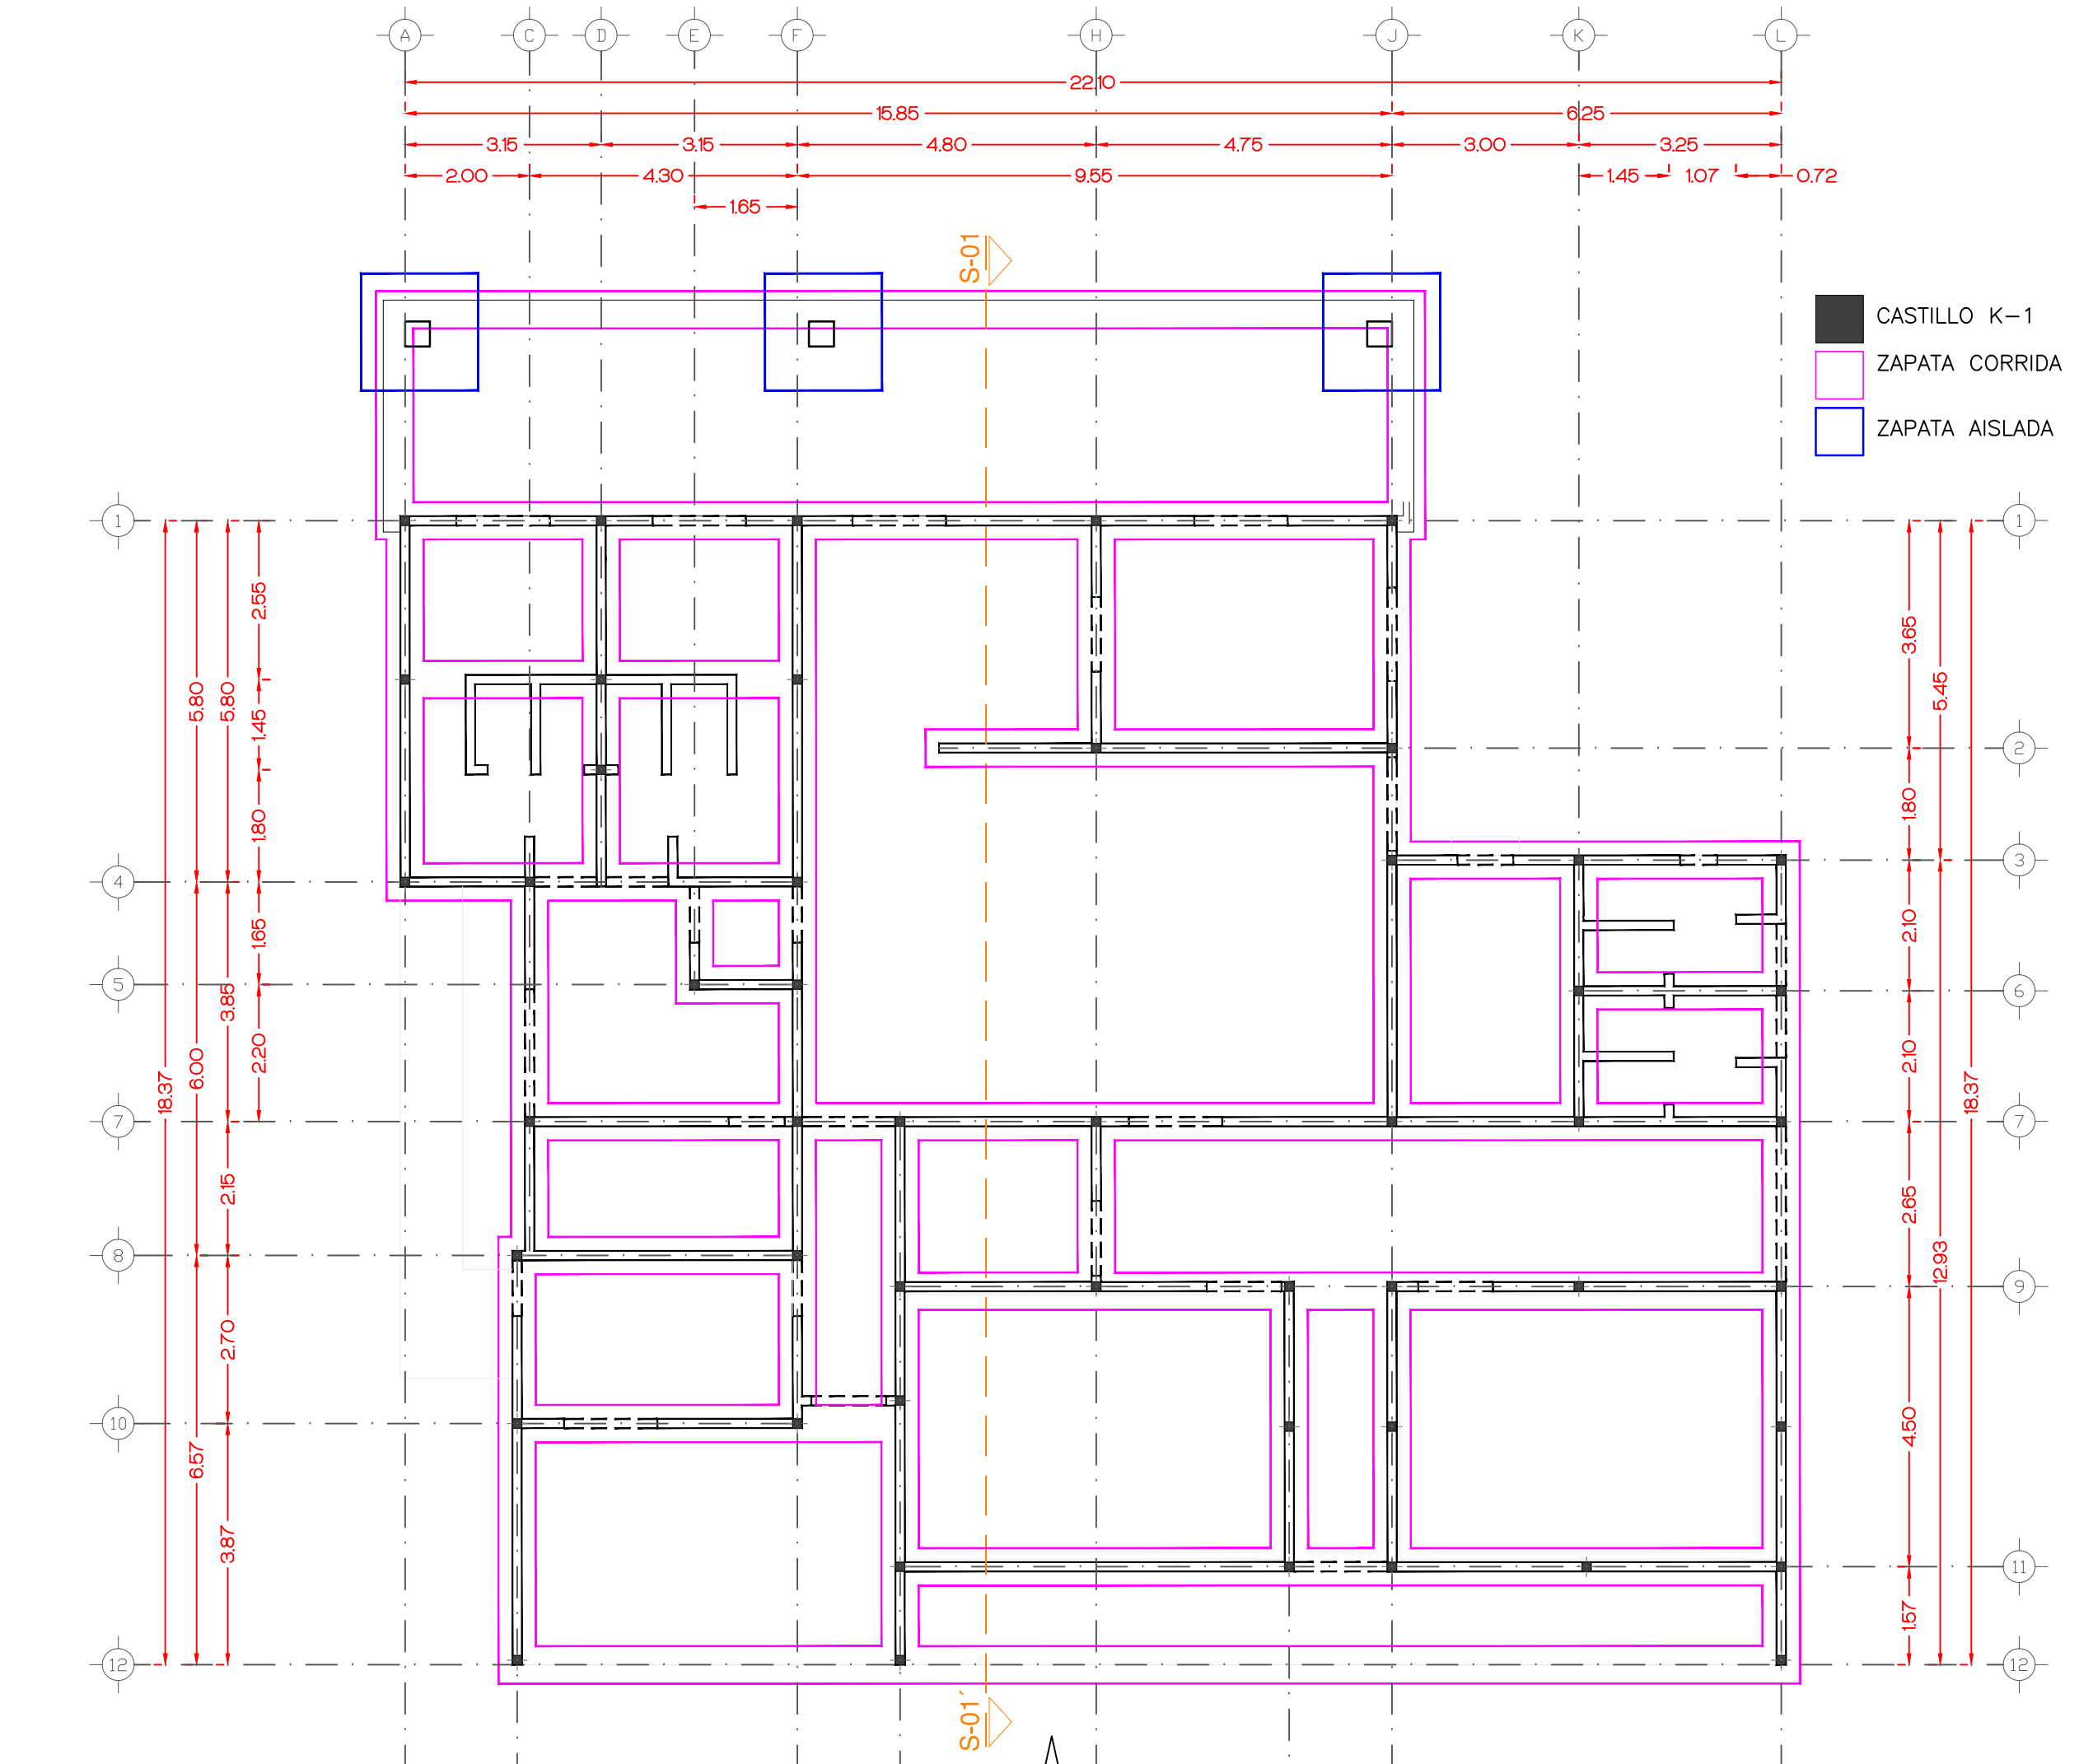 A C D E F H J K L
22.10
15.85 6.25
3.15 3.15 4.80 4.75 3.00 3.25
2.00 4.30 9.55 1.45 1.07 0.72
1.65
S-01
CASTILLO K-1
ZAPATA CORRIDA
ZAPATA AISLADA
1 1
2.55
3.65
5.80 5.80 1.45 5.45
2
1.80 1.80
3
4
1.65 2.10
5 6
3.85
18.37 6.00 2.20 2.10 18.37
7 7
2.15 2.65
8
12.93
9
2.70
10
6.57 4.50
3.87
11
1.57
12 12
S-01´